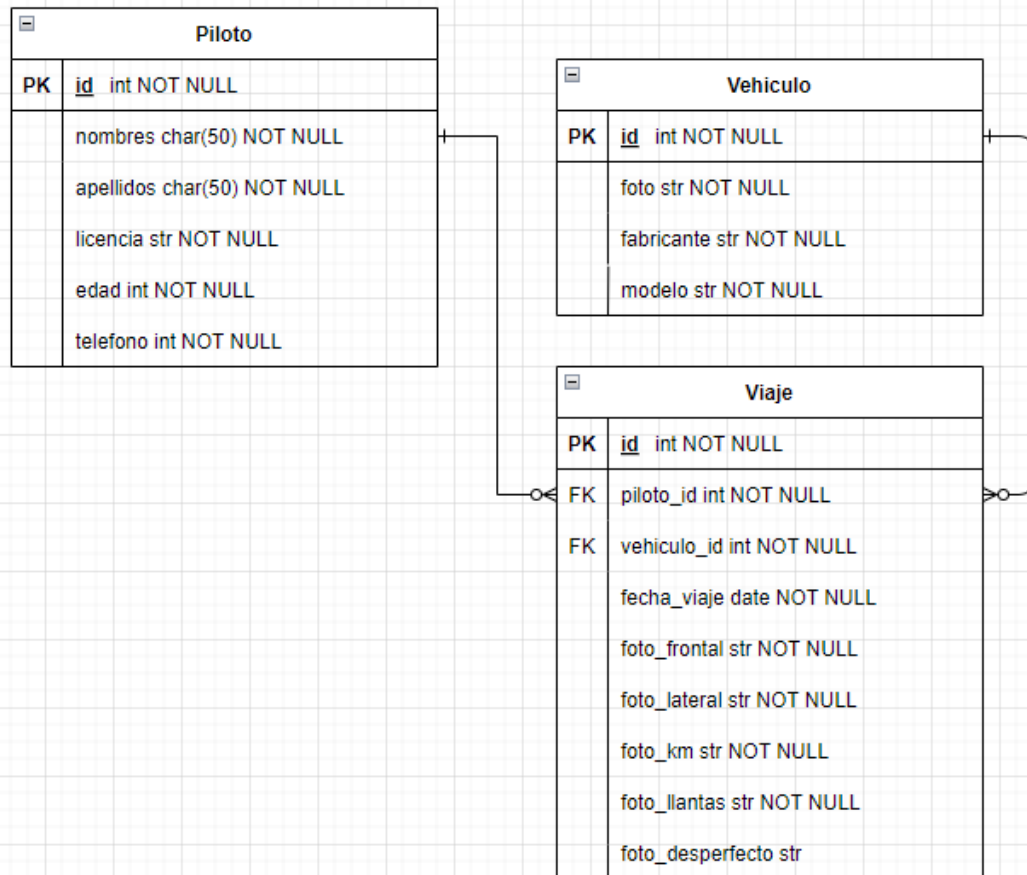 Piloto
PK id int NOT NULL
nombres char(50) NOT NULL
apellidos char(50) NOT NULL
licencia str NOT NULL
edad int NOT NULL
telefono int NOT NULL
Vehiculo
PK id int NOT NULL
foto str NOT NULL
fabricante str NOT NULL
modelo str NOT NULL
Viaje
PK id int NOT NULL
FK piloto_id int NOT NULL
FK vehiculo_id int NOT NULL
fecha_viaje date NOT NULL
foto_frontal str NOT NULL
foto_lateral str NOT NULL
foto_km str NOT NULL
foto_llantas str NOT NULL
foto_desperfecto str